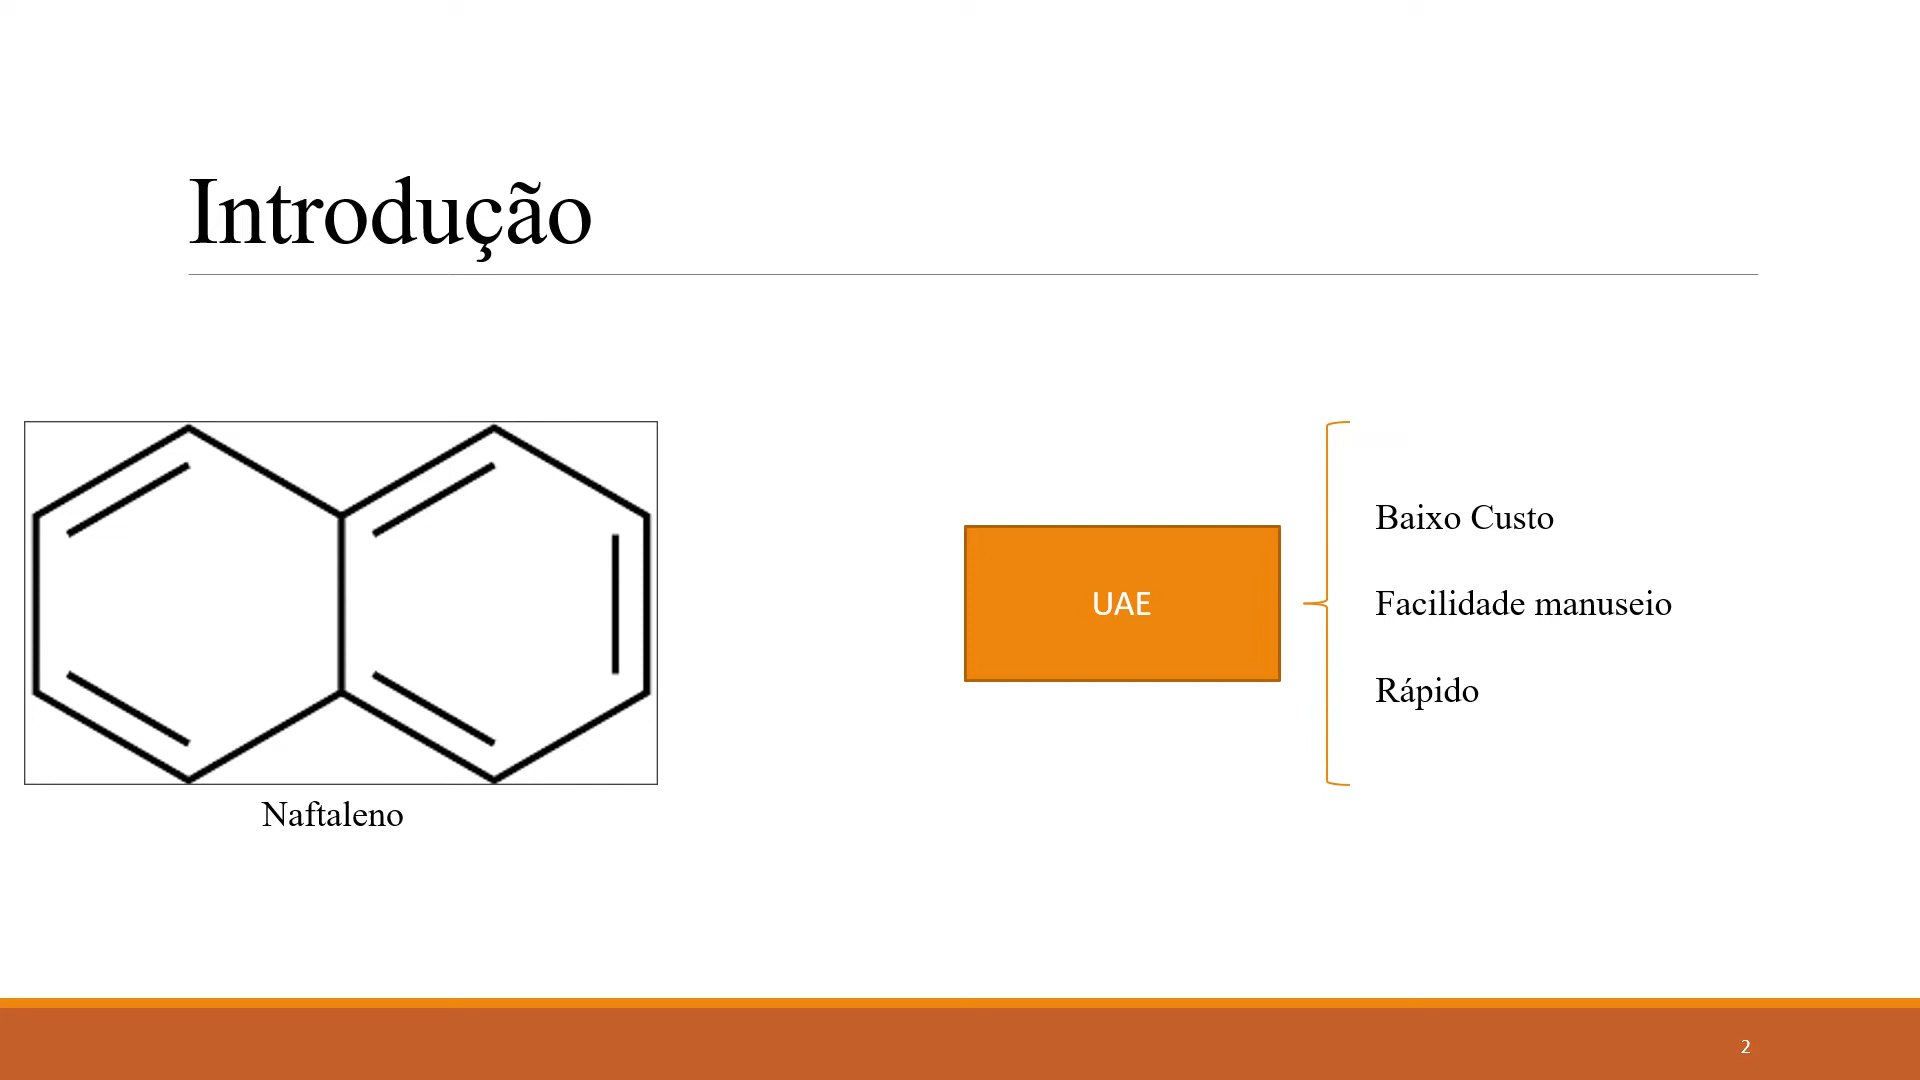 Introdução
Naftaleno
UAE
Baixo Custo
Facilidade manuseio
Rápido
2